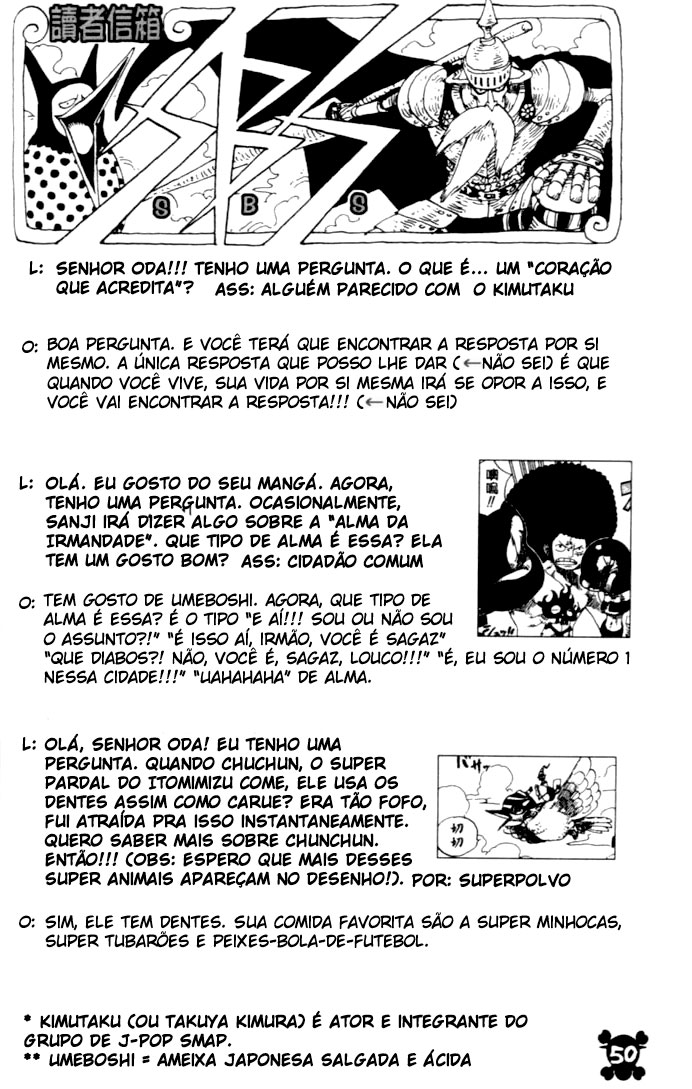 讀者信箱
SBS
S B S
L: SENHOR ODA!!! TENHO UMA PERGUNTA. O QUE É... UM "CORAÇÃO
QUE ACREDITA"? ASS: ALGUÉM PARECIDO COM O KIMUTAKU
O: BOA PERGUNTA. E VOCÊ TERÁ QUE ENCONTRAR A RESPOSTA POR SI
MESMO. A ÚNICA RESPOSTA QUE POSSO LHE DAR (←NÃO SEI) É QUE
QUANDO VOCÊ VIVE, SUA VIDA POR SI MESMA IRÁ SE OPOR A ISSO, E
VOCÊ VAI ENCONTRAR A RESPOSTA!!! (←NÃO SEI)
L: OLÁ. EU GOSTO DO SEU MANGÁ. AGORA,
TENHO UMA PERGUNTA. OCASIONALMENTE,
SANJI IRÁ DIZER ALGO SOBRE A "ALMA DA
IRMANDADE". QUE TIPO DE ALMA É ESSA? ELA
TEM UM GOSTO BOM? ASS: CIDADÃO COMUM
O: TEM GOSTO DE UMEBOSHI. AGORA, QUE TIPO DE
ALMA É ESSA? É O TIPO "E AÍ!!! SOU OU NÃO SOU
O ASSUNTO?!" "É ISSO AÍ, IRMÃO, VOCÊ É SAGAZ"
"QUE DIABOS?! NÃO, VOCÊ É, SAGAZ, LOUCO!!!" "É, EU SOU O NÚMERO 1
NESSA CIDADE!!!" "UAHAHAHA" DE ALMA.
L: OLÁ, SENHOR ODA! EU TENHO UMA
PERGUNTA. QUANDO CHUCHUN, O SUPER
PARDAL DO ITOMIMIZU COME, ELE USA OS
DENTES ASSIM COMO CARUE? ERA TÃO FOFO,
FUI ATRAÍDA PRA ISSO INSTANTANEAMENTE.
QUERO SABER MAIS SOBRE CHUNCHUN.
ENTÃO!!! (OBS: ESPERO QUE MAIS DESSES
SUPER ANIMAIS APAREÇAM NO DESENHO!). POR: SUPERPOLVO
バサッ
切切
O: SIM, ELE TEM DENTES. SUA COMIDA FAVORITA SÃO A SUPER MINHOCAS,
SUPER TUBARÕES E PEIXES-BOLA-DE-FUTEBOL.
* KIMUTAKU (OU TAKUYA KIMURA) É ATOR E INTEGRANTE DO
GRUPO DE J-POP SMAP.
** UMEBOSHI = AMEIXA JAPONESA SALGADA E ÁCIDA
50